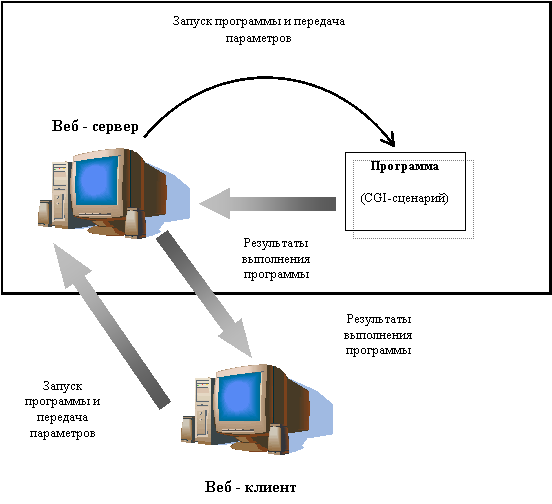 Запуск программы и передача
параметров
Веб - сервер
Программа
(CGI-сценарий)
Результаты
выполнения
программы
Результаты
выполнения
программы
Запуск
программы и
передача
параметров
Веб - клиент